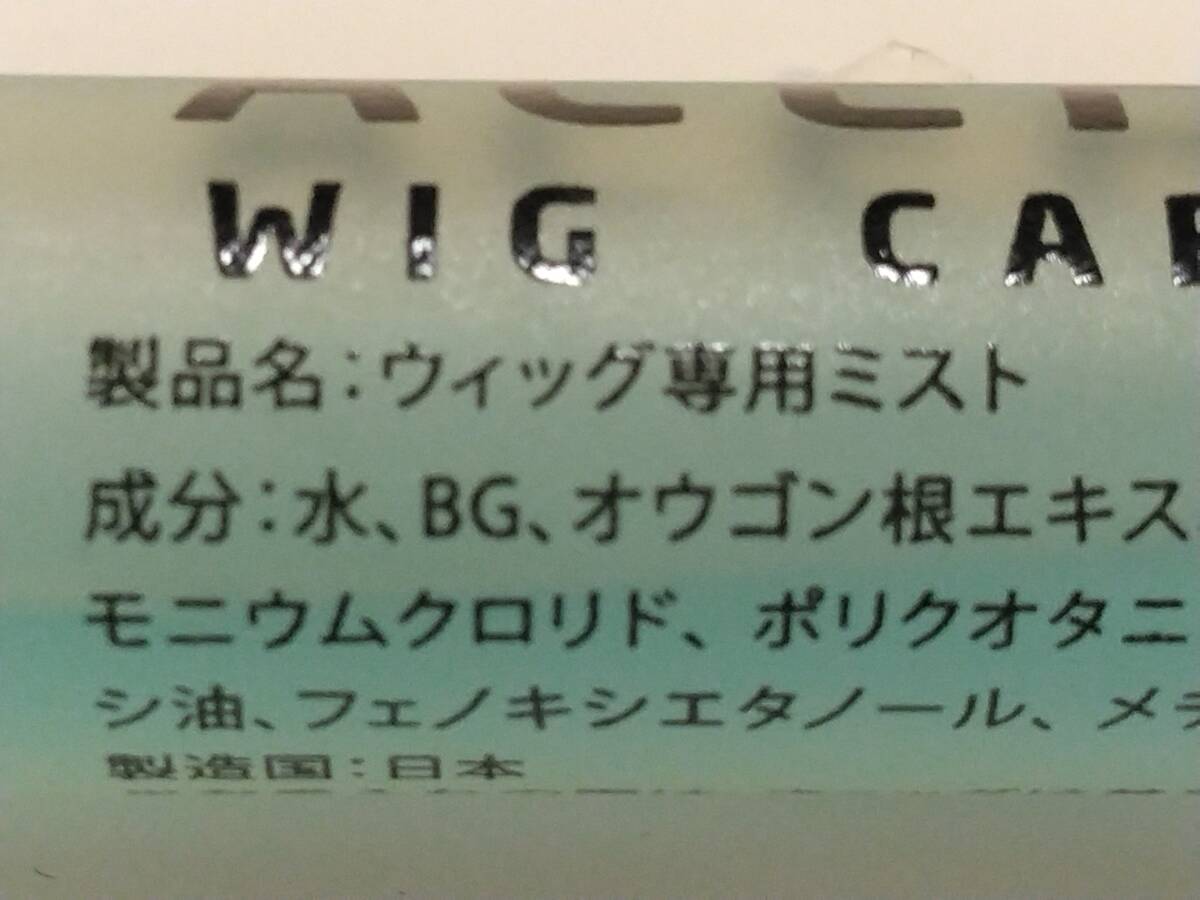 WIG CAR
製品名：ウィッグ専用ミスト
成分：水、BG、オウゴン根エキス
モニウムクロリド、ポリクオタニ
シ油、フェノキシエタノール、メチ
製造国：日本